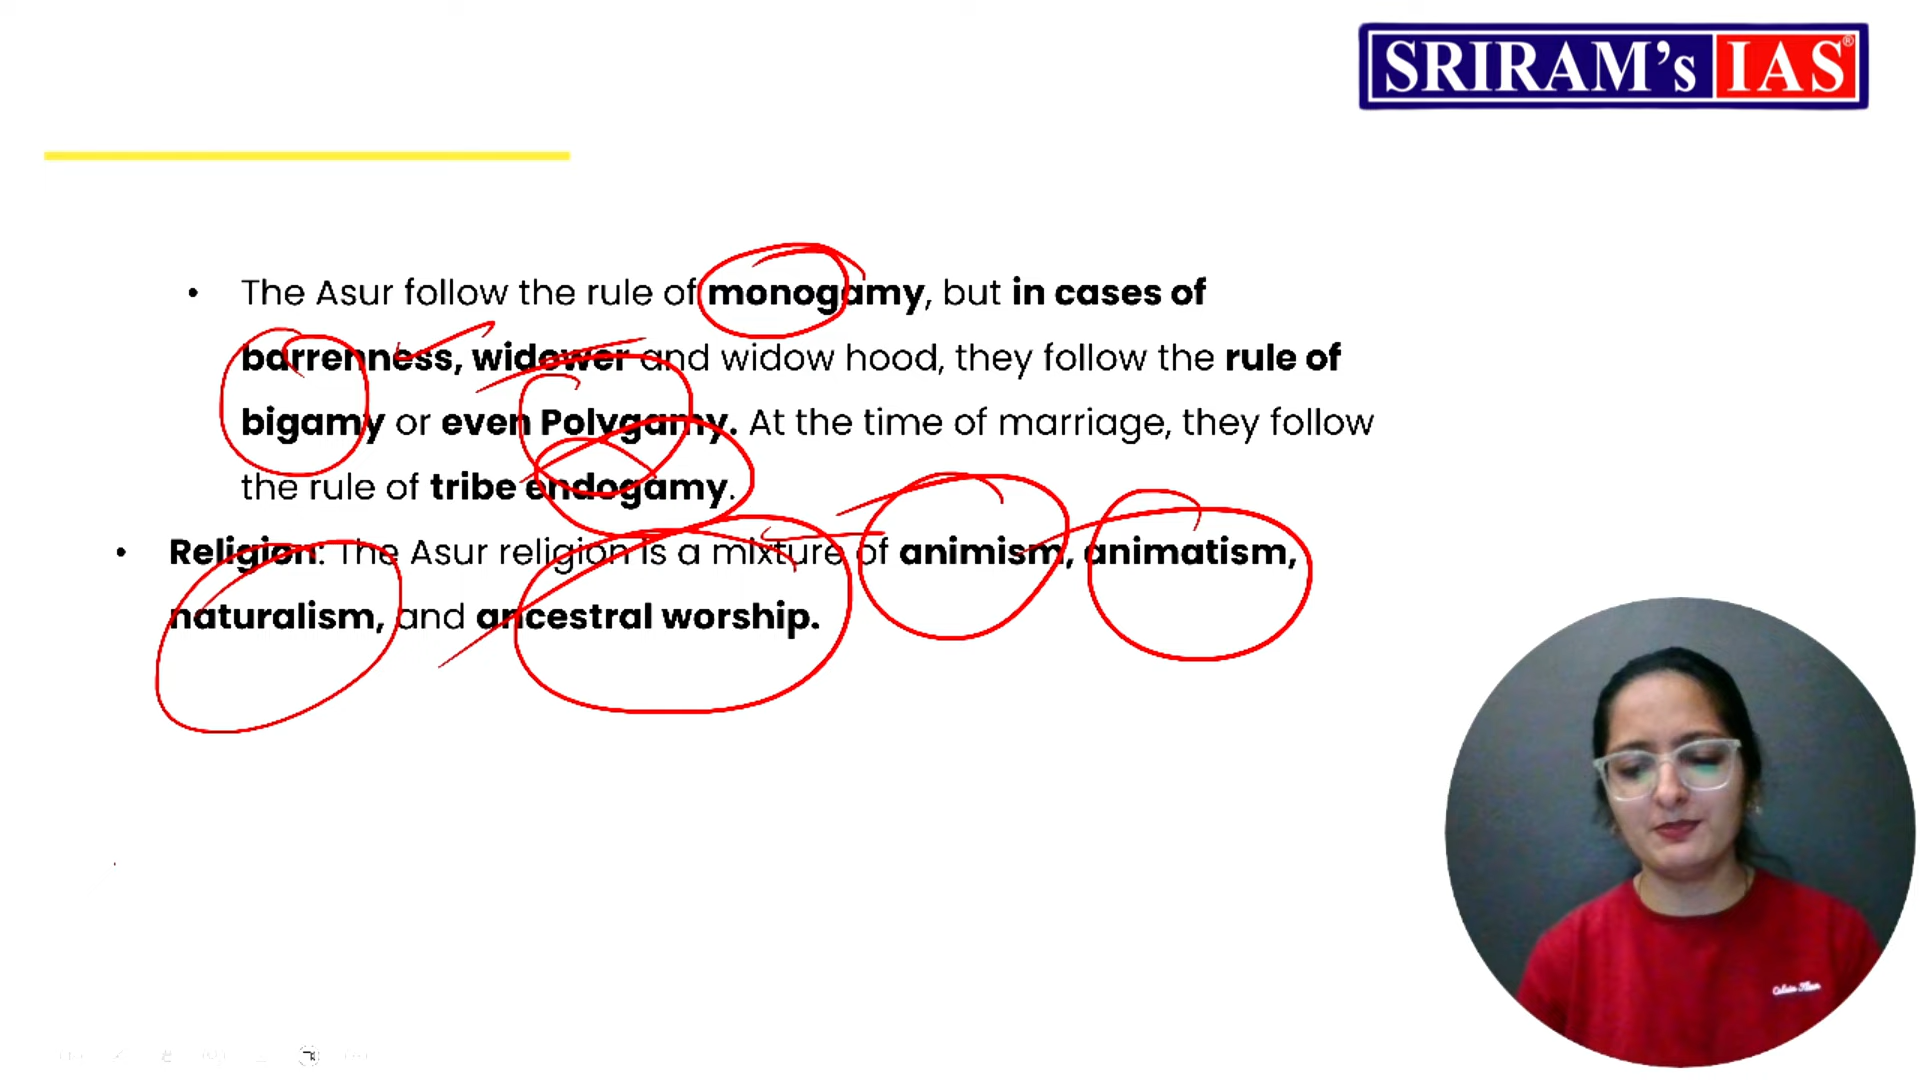 SRIRAM's IAS®
• The Asur follow the rule of monogamy, but in cases of
barrenness, widower and widow hood, they follow the rule of
bigamy or even Polygamy. At the time of marriage, they follow
the rule of tribe endogamy.
• Religion: The Asur religion is a mixture of animism, animatism,
naturalism, and ancestral worship.
Calvin Klein